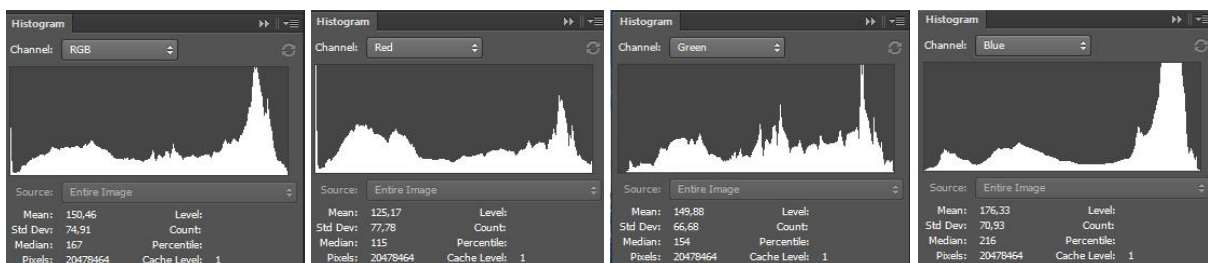 Histogram
Channel: RGB
Source: Entire Image
Mean: 150,46 Level:
Std Dev: 74,91 Count:
Median: 167 Percentile:
Pixels: 20478464 Cache Level: 1
Histogram
Channel: Red
Source: Entire Image
Mean: 125,17 Level:
Std Dev: 77,78 Count:
Median: 115 Percentile:
Pixels: 20478464 Cache Level: 1
Histogram
Channel: Green
Source: Entire Image
Mean: 149,88 Level:
Std Dev: 66,68 Count:
Median: 154 Percentile:
Pixels: 20478464 Cache Level: 1
Histogram
Channel: Blue
Source: Entire Image
Mean: 176,33 Level:
Std Dev: 70,93 Count:
Median: 216 Percentile:
Pixels: 20478464 Cache Level: 1